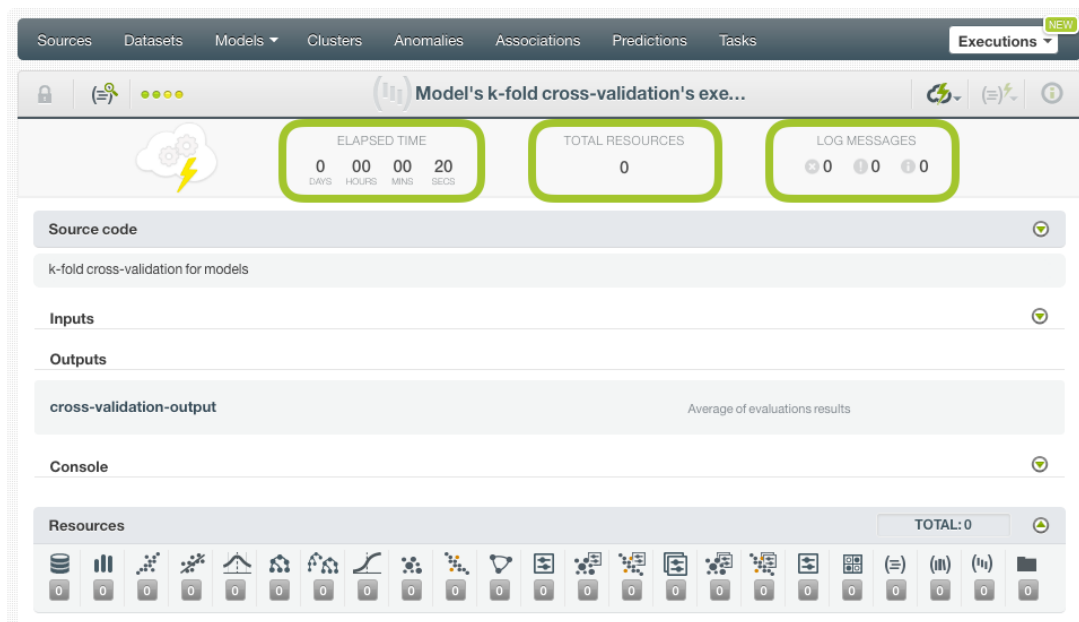 NEW
Sources Datasets Models Clusters Anomalies Associations Predictions Tasks Executions
Model's k-fold cross-validation's exe...
ELAPSED TIME TOTAL RESOURCES LOG MESSAGES
0 00 00 20 0 0 0 0
DAYS HOURS MINS SECS
Source code
k-fold cross-validation for models
Inputs
Outputs
cross-validation-output Average of evaluations results
Console
Resources TOTAL: 0
0 0 0 0 0 0 0 0 0 0 0 0 0 0 0 0 0 0 0 0 0 0 0